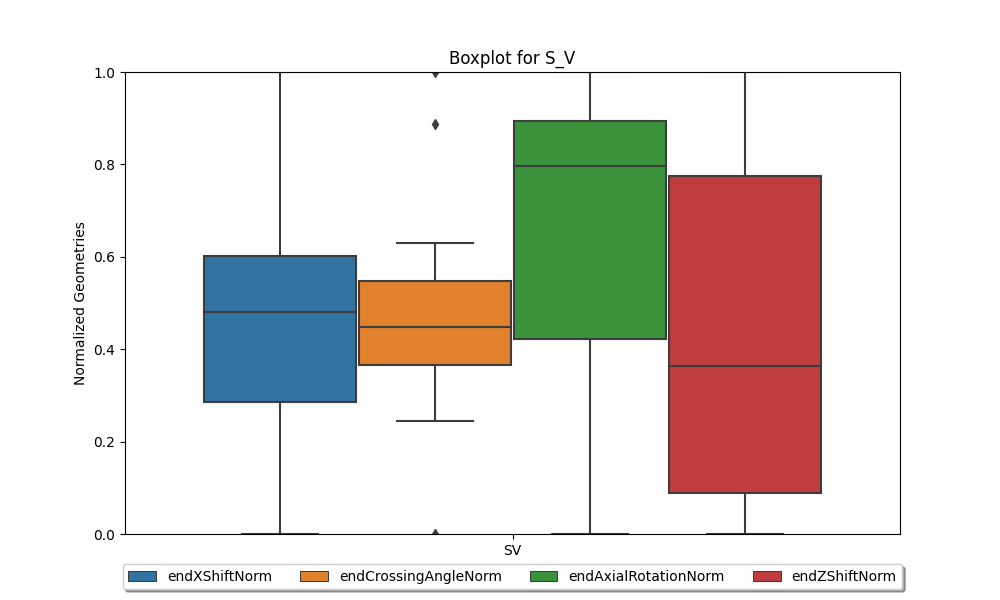 Boxplot for S_V
1.0
0.8
0.6
0.4
0.2
0.0
Normalized Geometries
SV
endXShiftNorm endCrossingAngleNorm endAxialRotationNorm endZShiftNorm